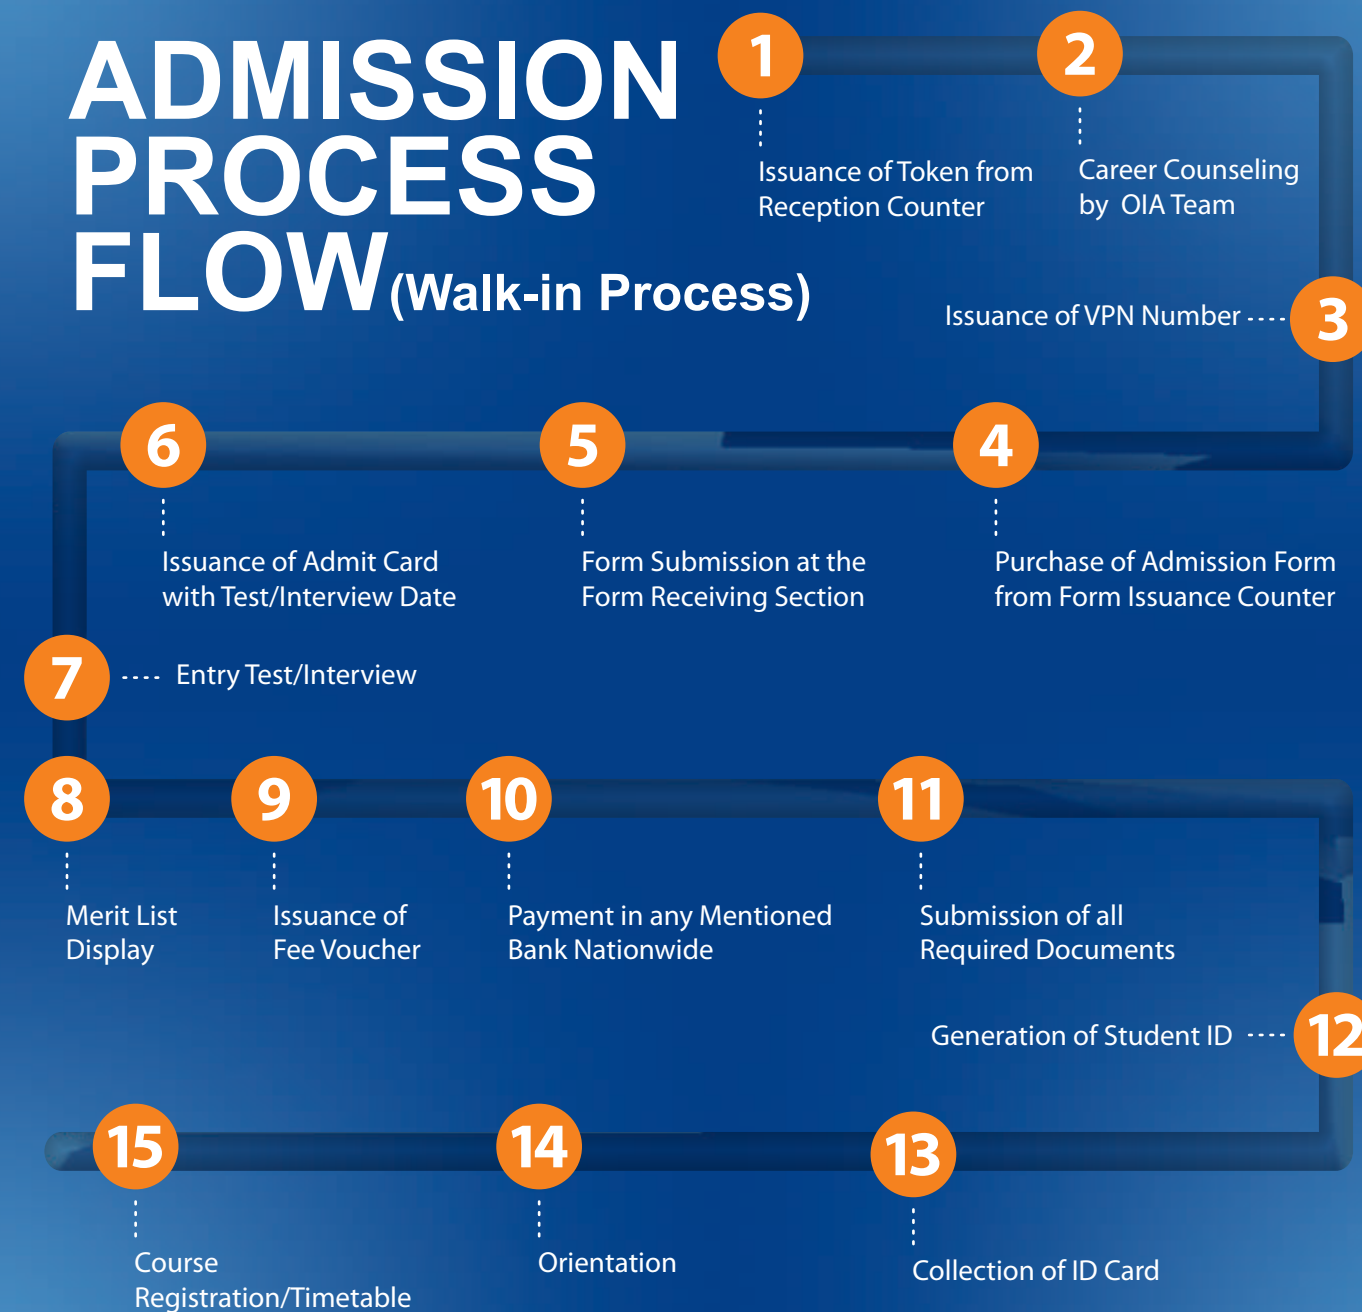 ADMISSION
PROCESS
FLOW (Walk-in Process)
1
Issuance of Token from
Reception Counter
2
Career Counseling
by OIA Team
3
Issuance of VPN Number
4
Purchase of Admission Form
from Form Issuance Counter
5
Form Submission at the
Form Receiving Section
6
Issuance of Admit Card
with Test/Interview Date
7
Entry Test/Interview
8
Merit List
Display
9
Issuance of
Fee Voucher
10
Payment in any Mentioned
Bank Nationwide
11
Submission of all
Required Documents
12
Generation of Student ID
13
Collection of ID Card
14
Orientation
15
Course
Registration/Timetable